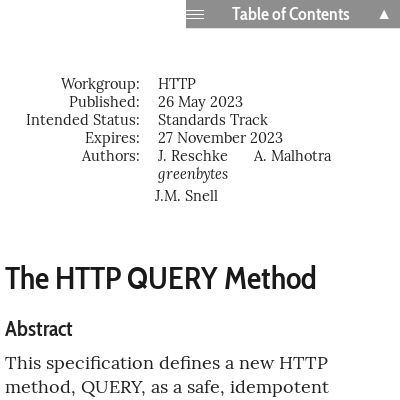 Table of Contents ▲
Workgroup: HTTP
Published: 26 May 2023
Intended Status: Standards Track
Expires: 27 November 2023
Authors: J. Reschke A. Malhotra
greenbytes
J.M. Snell
The HTTP QUERY Method
Abstract
This specification defines a new HTTP
method, QUERY, as a safe, idempotent